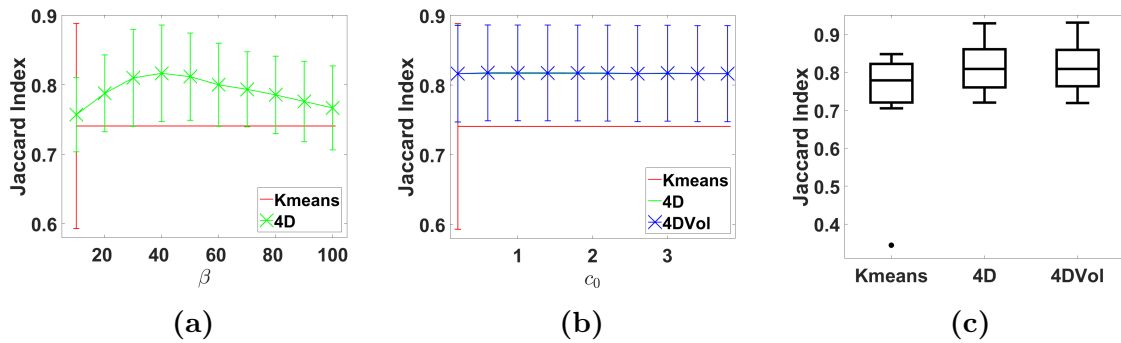 Jaccard Index
0.9
0.8
0.7
0.6
20 40 60 80 100
β
Kmeans
4D
(a)
Jaccard Index
0.9
0.8
0.7
0.6
1 2 3
c₀
Kmeans
4D
4DVol
(b)
Jaccard Index
0.9
0.8
0.7
0.6
0.5
0.4
Kmeans 4D 4DVol
(c)